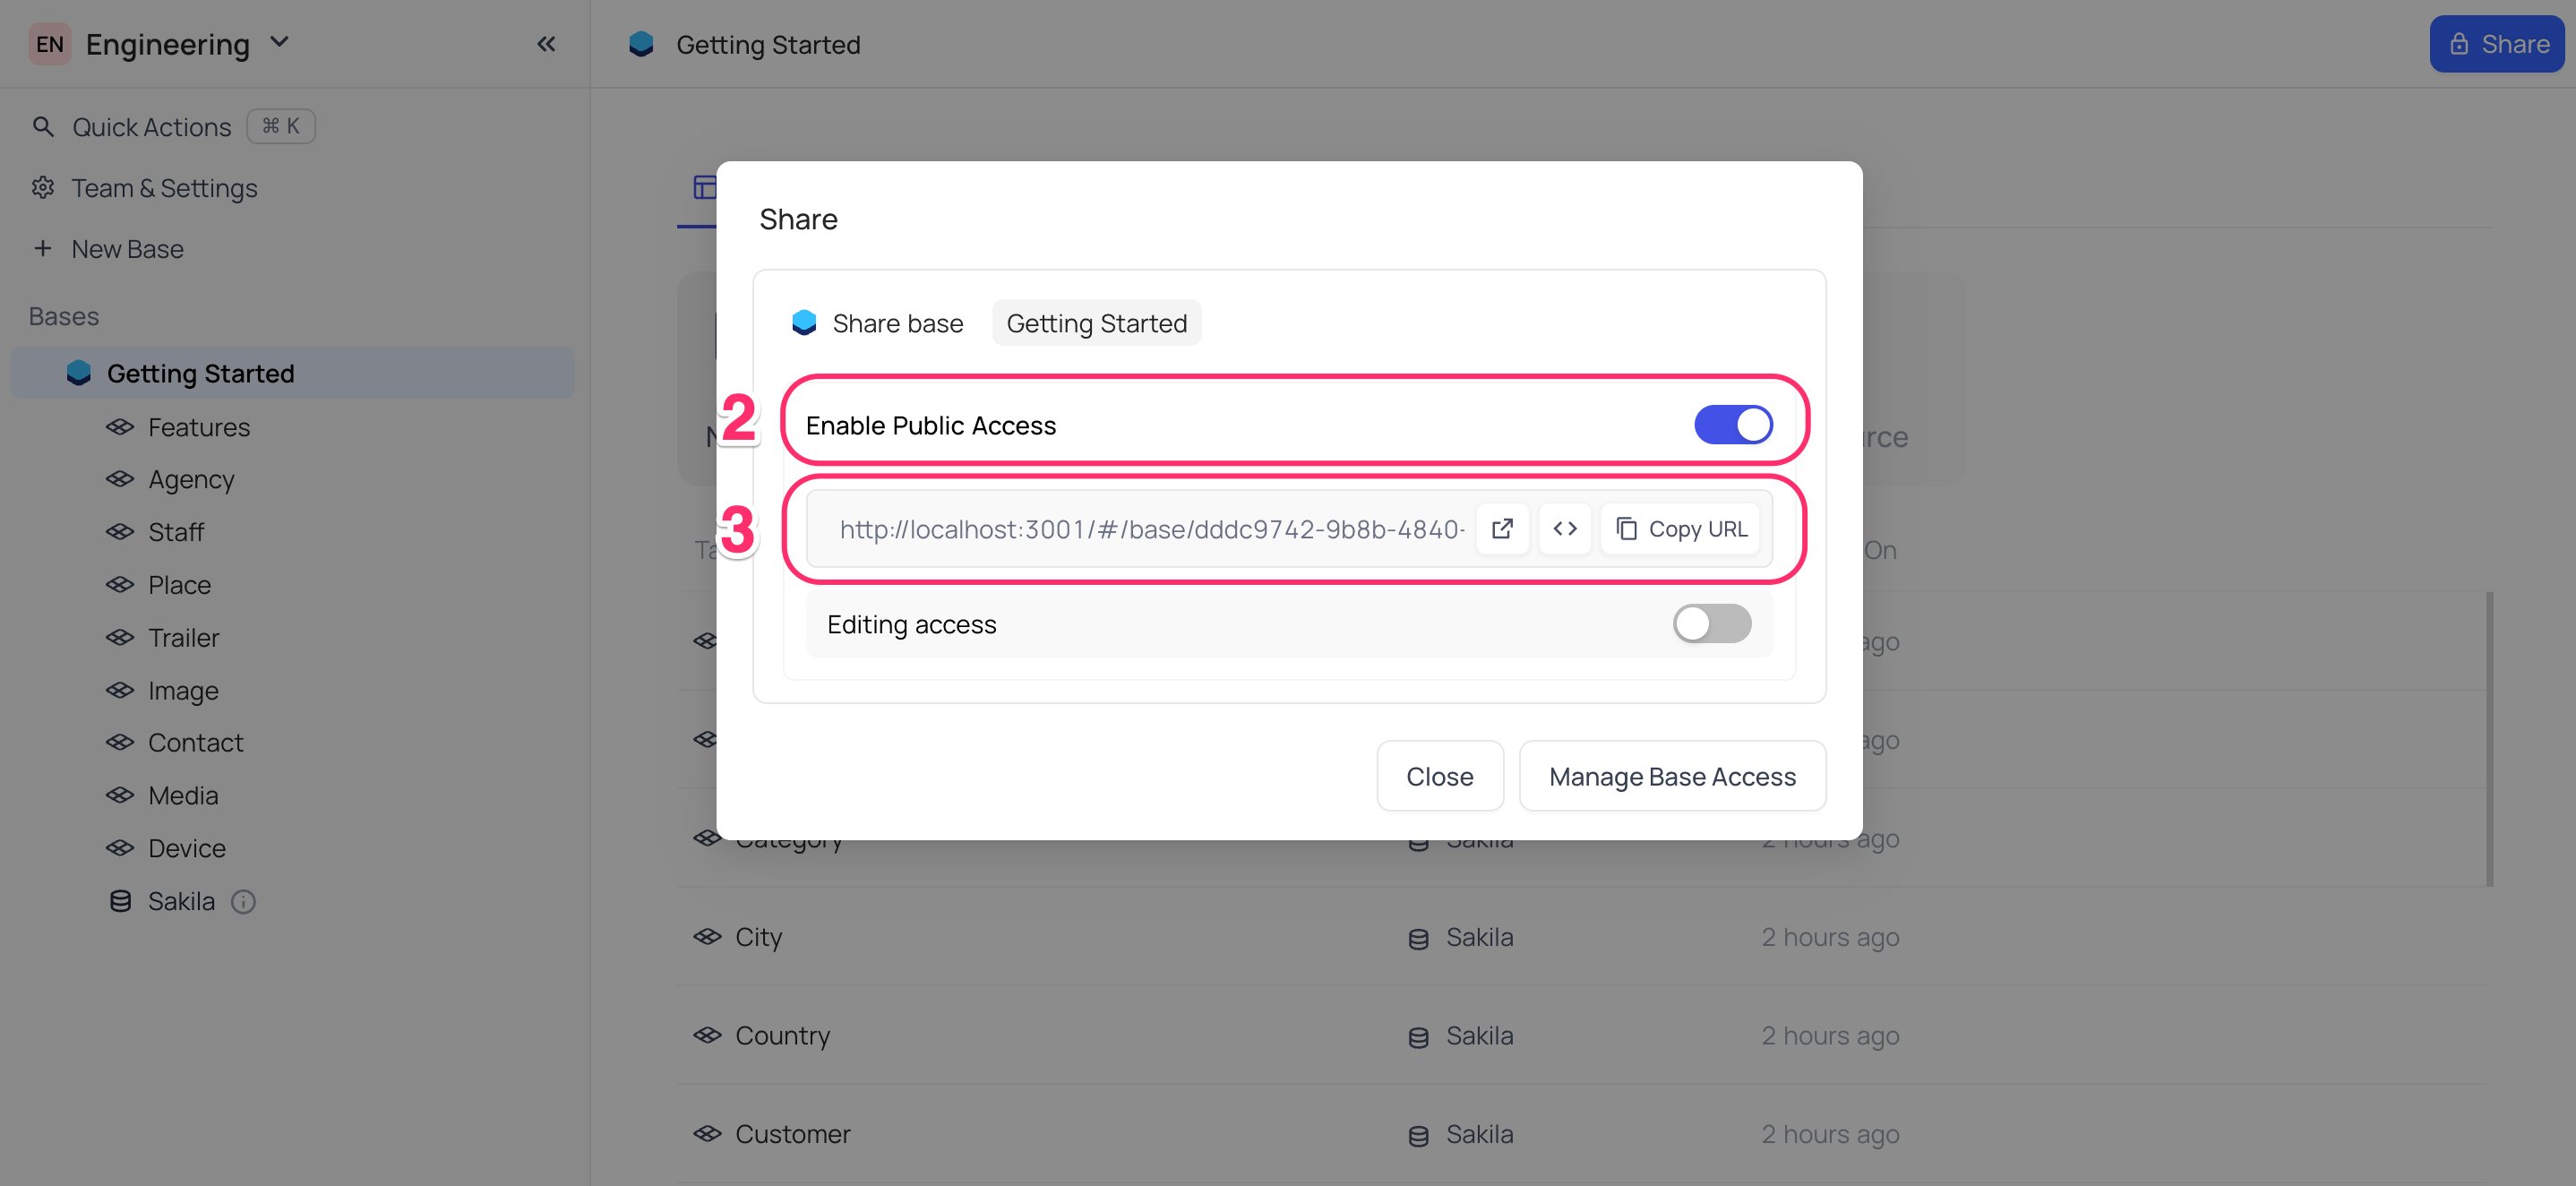 EN Engineering
Getting Started
Share
Quick Actions ⌘ K
Team & Settings
New Base
Bases
Getting Started
Features
Agency
Staff
Place
Trailer
Image
Contact
Media
Device
Sakila
Share
Share base Getting Started
2
Enable Public Access
3
http://localhost:3001/#/base/dddc9742-9b8b-4840-
Copy URL
Editing access
Close
Manage Base Access
On
ago
ago
Category Sakila 2 hours ago
City Sakila 2 hours ago
Country Sakila 2 hours ago
Customer Sakila 2 hours ago